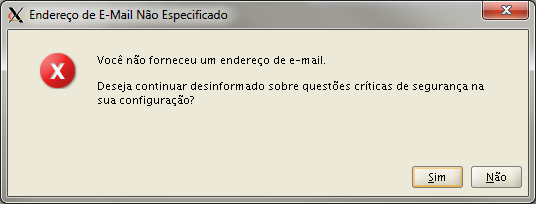 Endereço de E-Mail Não Especificado
Você não forneceu um endereço de e-mail.
Deseja continuar desinformado sobre questões críticas de segurança na
sua configuração?
Sim
Não